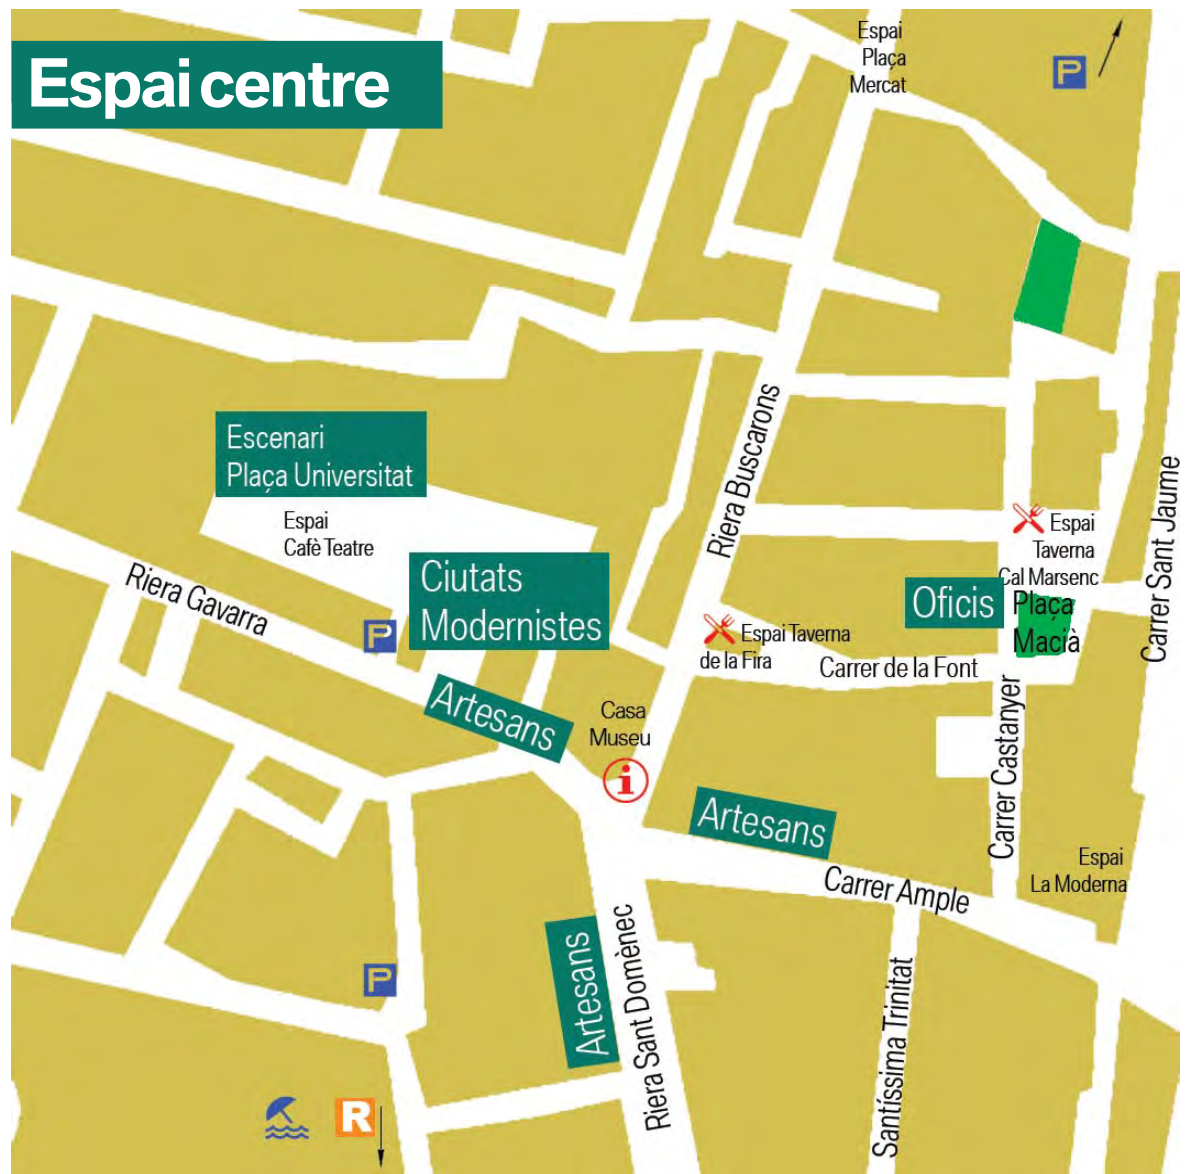 Espai centre
Espai
Plaça
Mercat
P
Escenari
Plaça Universitat
Espai
Cafè Teatre
Ciutats
Modernistes
Riera Gavarra
P
Artesans
Riera Buscarons
Espai
Taverna
Cal Marsenc
Oficis
Plaça
Macià
Carrer Sant Jaume
Espai Taverna
de la Fira
Carrer de la Font
Casa
Museu
i
Artesans
Carrer Castanyer
Carrer Ample
Espai
La Moderna
Artesans
Riera Sant Domènec
Santíssima Trinitat
P
R